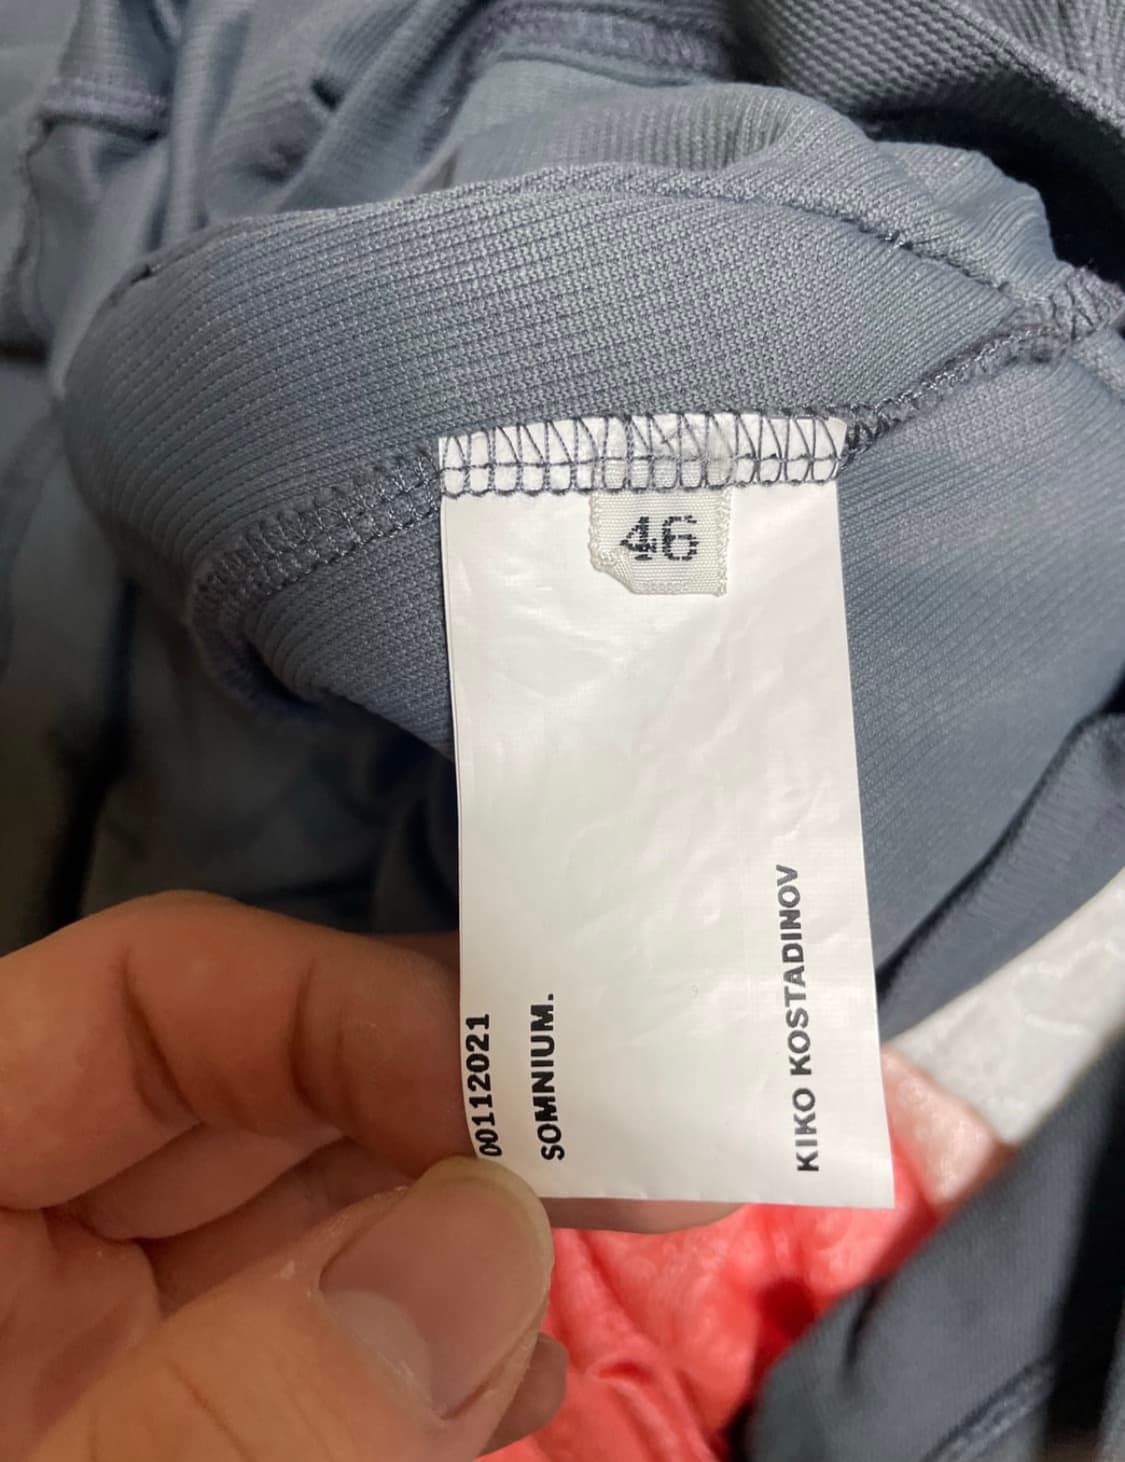 46
00112021
SOMNIUM.
KIKO KOSTADINOV